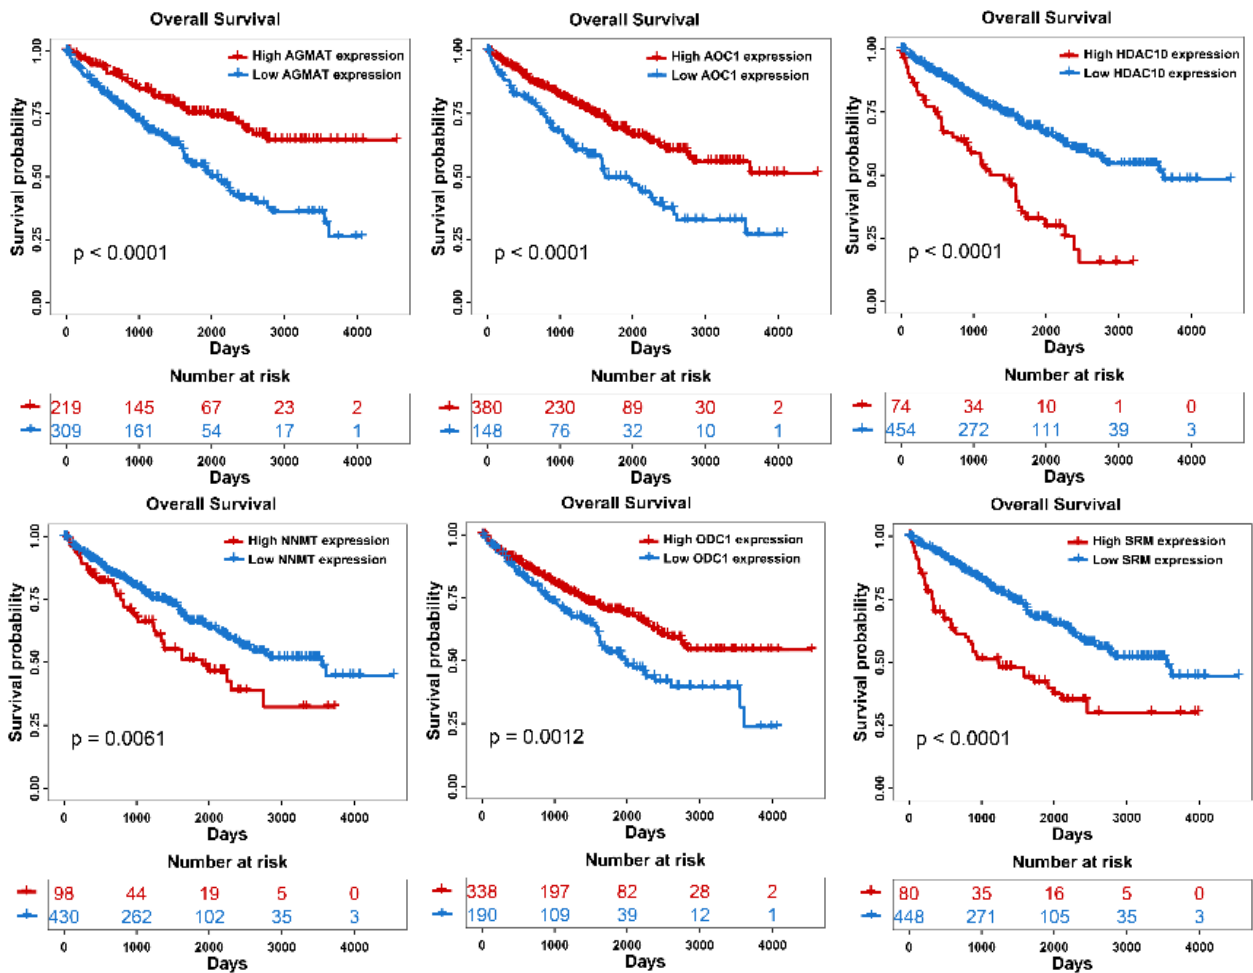 Overall Survival
High AGMAT expression
Low AGMAT expression
Survival probability
1.00
0.75
0.50
0.25
0.00
p < 0.0001
0 1000 2000 3000 4000
Days
Number at risk
219 145 67 23 2
309 161 54 17 1
0 1000 2000 3000 4000
Days
Overall Survival
High AOC1 expression
Low AOC1 expression
Survival probability
1.00
0.75
0.50
0.25
0.00
p < 0.0001
0 1000 2000 3000 4000
Days
Number at risk
380 230 89 30 2
148 76 32 10 1
0 1000 2000 3000 4000
Days
Overall Survival
High HDAC10 expression
Low HDAC10 expression
Survival probability
1.00
0.75
0.50
0.25
0.00
p < 0.0001
0 1000 2000 3000 4000
Days
Number at risk
74 34 10 1 0
454 272 111 39 3
0 1000 2000 3000 4000
Days
Overall Survival
High NNMT expression
Low NNMT expression
Survival probability
1.00
0.75
0.50
0.25
0.00
p = 0.0061
0 1000 2000 3000 4000
Days
Number at risk
98 44 19 5 0
430 262 102 35 3
0 1000 2000 3000 4000
Days
Overall Survival
High ODC1 expression
Low ODC1 expression
Survival probability
1.00
0.75
0.50
0.25
0.00
p = 0.0012
0 1000 2000 3000 4000
Days
Number at risk
338 197 82 28 2
190 109 39 12 1
0 1000 2000 3000 4000
Days
Overall Survival
High SRM expression
Low SRM expression
Survival probability
1.00
0.75
0.50
0.25
0.00
p < 0.0001
0 1000 2000 3000 4000
Days
Number at risk
80 35 16 5 0
448 271 105 35 3
0 1000 2000 3000 4000
Days